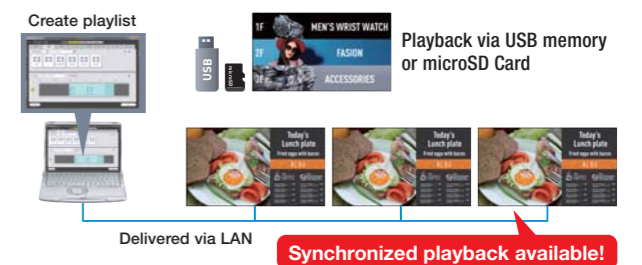 Create playlist
USB
microSD
1F MEN'S WRIST WATCH
2F FASION
3F ACCESSORIES
Playback via USB memory
or microSD Card
Today's
Lunch plate
Fried eggs with bacon
Today's
Lunch plate
Fried eggs with bacon
Today's
Lunch plate
Fried eggs with bacon
Delivered via LAN
Synchronized playback available!